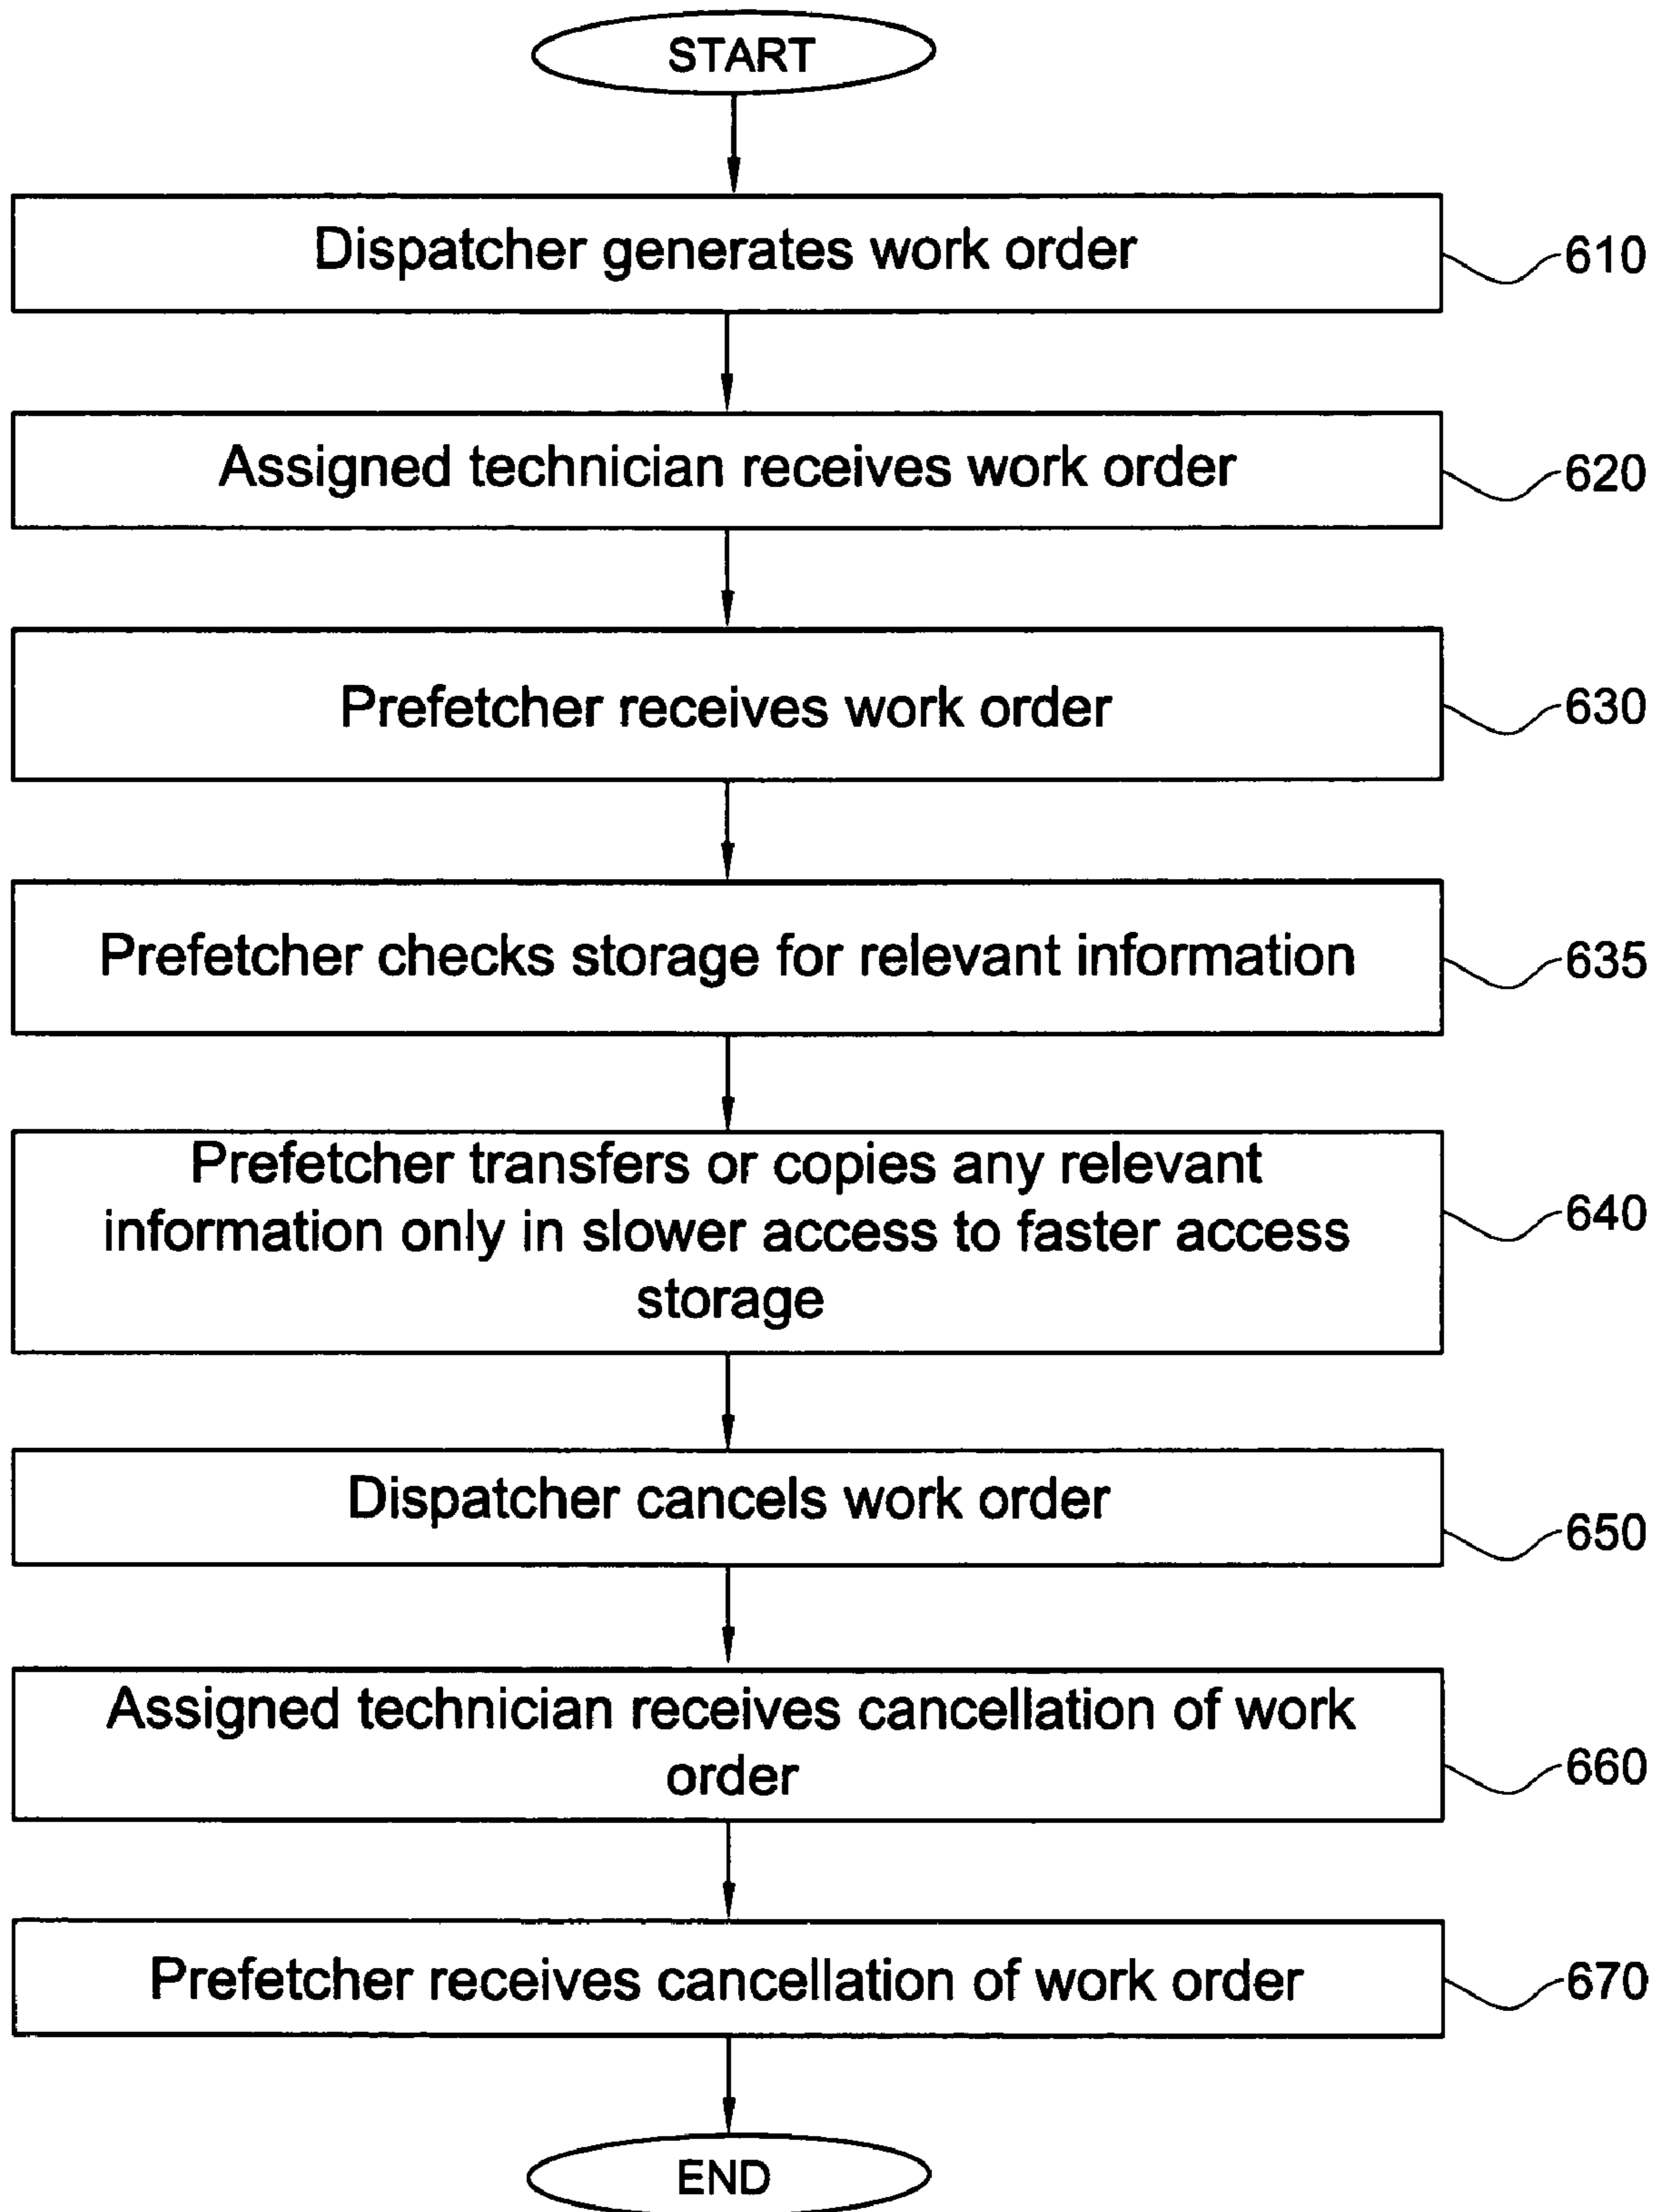 START
Dispatcher generates work order
610
Assigned technician receives work order
620
Prefetcher receives work order
630
Prefetcher checks storage for relevant information
635
Prefetcher transfers or copies any relevant
information only in slower access to faster access
storage
640
Dispatcher cancels work order
650
Assigned technician receives cancellation of work
order
660
Prefetcher receives cancellation of work order
670
END